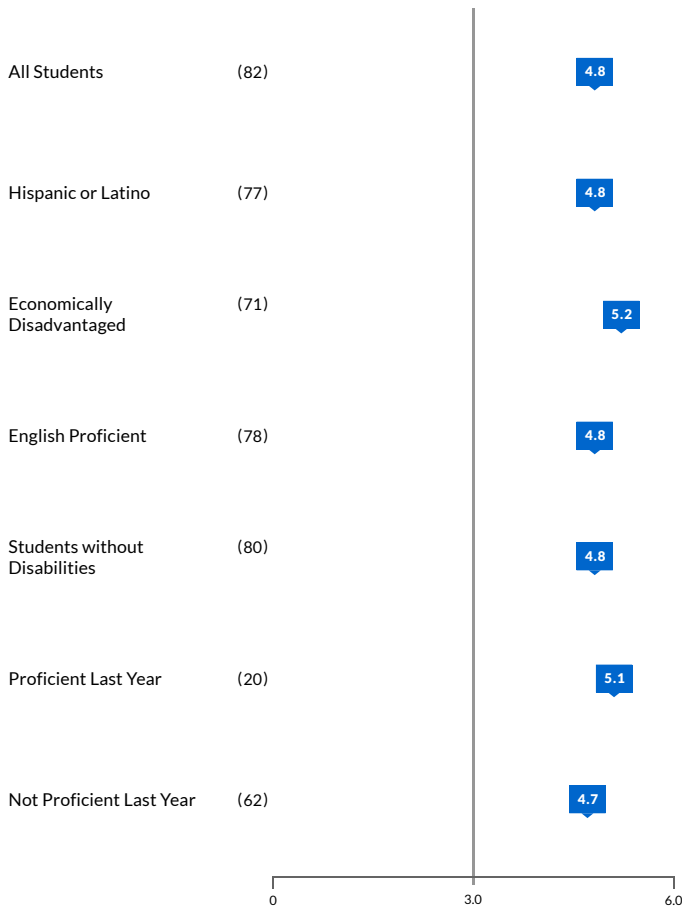 All Students (82) 4.8
Hispanic or Latino (77) 4.8
Economically (71)
Disadvantaged 5.2
English Proficient (78) 4.8
Students without (80)
Disabilities 4.8
Proficient Last Year (20) 5.1
Not Proficient Last Year (62) 4.7
0 3.0 6.0